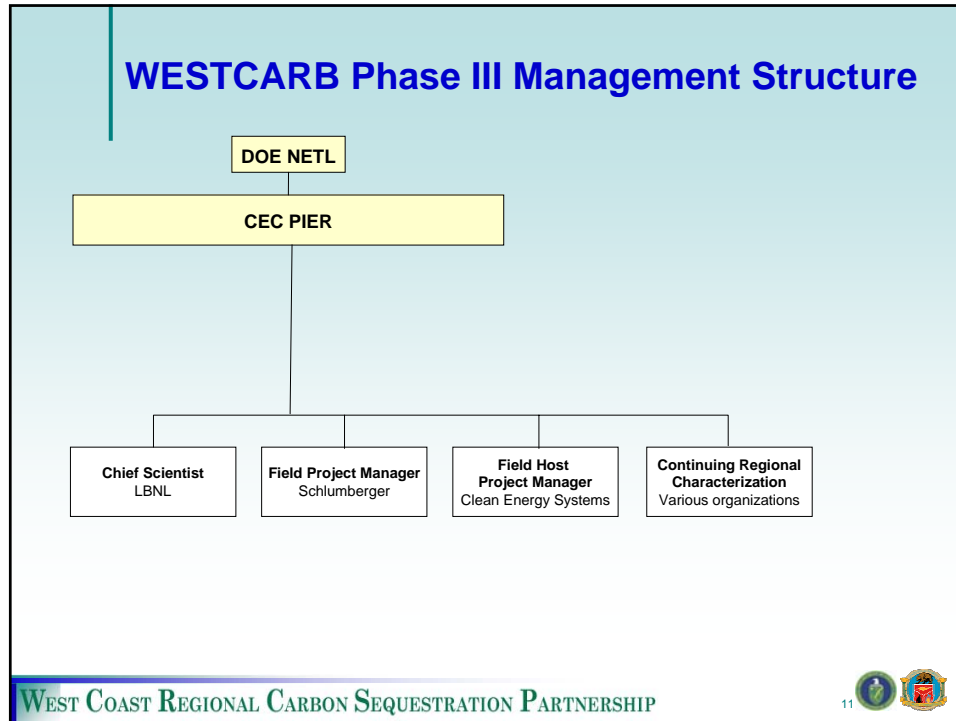 WESTCARB Phase III Management Structure
DOE NETL
CEC PIER
Chief Scientist
LBNL
Field Project Manager
Schlumberger
Field Host
Project Manager
Clean Energy Systems
Continuing Regional
Characterization
Various organizations
WEST COAST REGIONAL CARBON SEQUESTRATION PARTNERSHIP
11